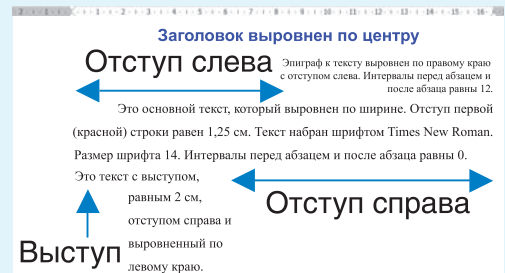 Заголовок выровнен по центру
Отступ слева
Эпиграф к тексту выровнен по правому краю
с отступом слева. Интервалы перед абзацем и
после абзаца равны 12.
Это основной текст, который выровнен по ширине. Отступ первой
(красной) строки равен 1,25 см. Текст набран шрифтом Times New Roman.
Размер шрифта 14. Интервалы перед абзацем и после абзаца равны 0.
Это текст с выступом,
равным 2 см,
отступом справа и
выровненный по
левому краю.
Отступ справа
Выступ